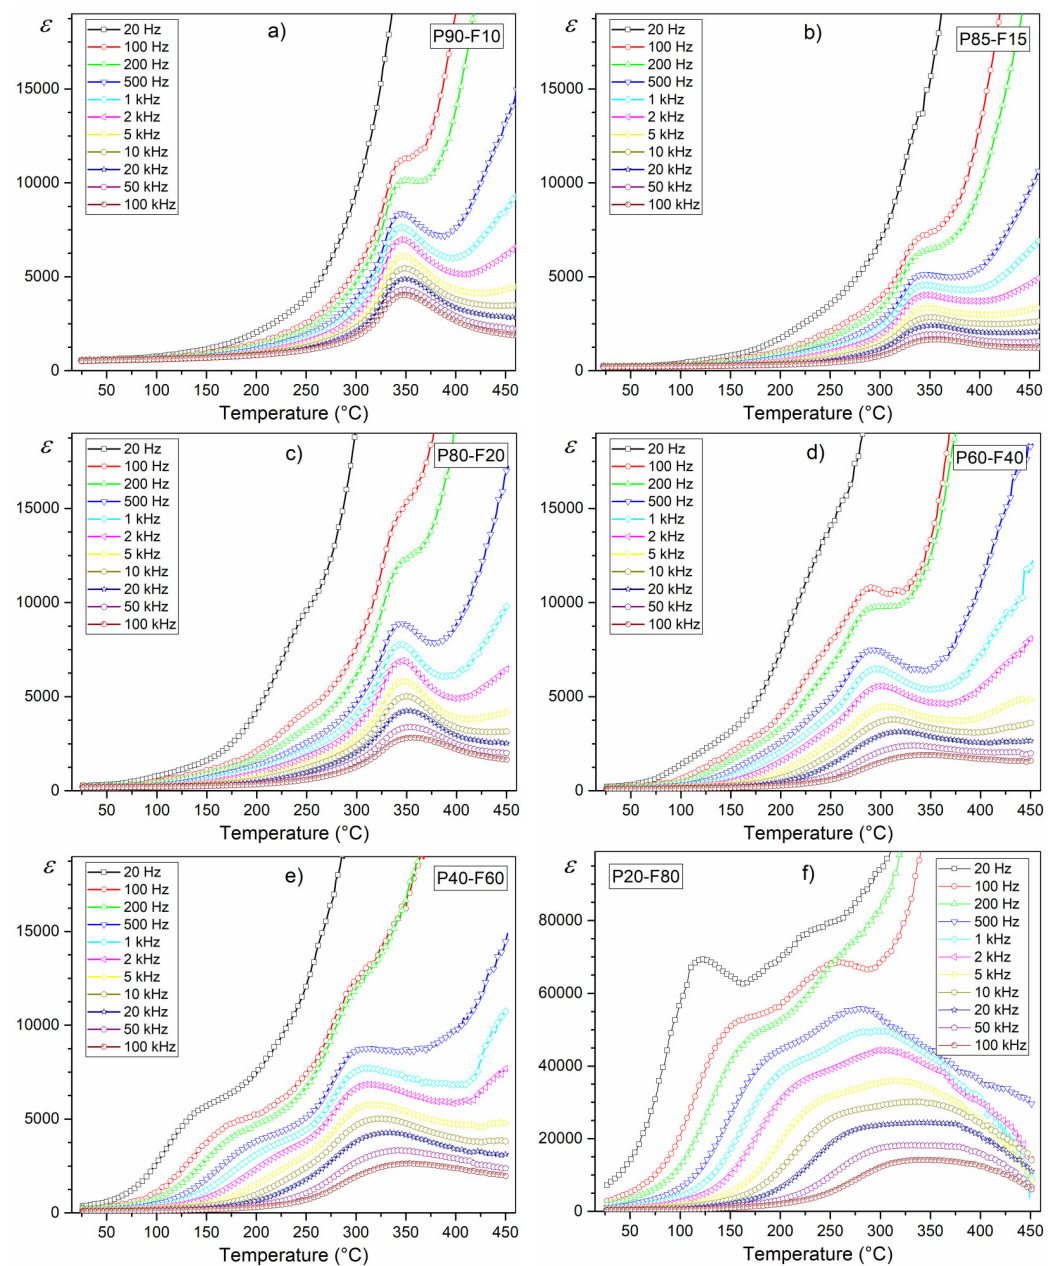 ε
a)
P90-F10
20 Hz
100 Hz
200 Hz
500 Hz
1 kHz
2 kHz
5 kHz
10 kHz
20 kHz
50 kHz
100 kHz
15000
10000
5000
0
50 100 150 200 250 300 350 400 450
Temperature (°C)
ε
b)
P85-F15
20 Hz
100 Hz
200 Hz
500 Hz
1 kHz
2 kHz
5 kHz
10 kHz
20 kHz
50 kHz
100 kHz
15000
10000
5000
0
50 100 150 200 250 300 350 400 450
Temperature (°C)
ε
c)
P80-F20
20 Hz
100 Hz
200 Hz
500 Hz
1 kHz
2 kHz
5 kHz
10 kHz
20 kHz
50 kHz
100 kHz
15000
10000
5000
0
50 100 150 200 250 300 350 400 450
Temperature (°C)
ε
d)
P60-F40
20 Hz
100 Hz
200 Hz
500 Hz
1 kHz
2 kHz
5 kHz
10 kHz
20 kHz
50 kHz
100 kHz
15000
10000
5000
0
50 100 150 200 250 300 350 400 450
Temperature (°C)
ε
e)
P40-F60
20 Hz
100 Hz
200 Hz
500 Hz
1 kHz
2 kHz
5 kHz
10 kHz
20 kHz
50 kHz
100 kHz
15000
10000
5000
0
50 100 150 200 250 300 350 400 450
Temperature (°C)
ε
P20-F80
f)
20 Hz
100 Hz
200 Hz
500 Hz
1 kHz
2 kHz
5 kHz
10 kHz
20 kHz
50 kHz
100 kHz
80000
60000
40000
20000
0
50 100 150 200 250 300 350 400 450
Temperature (°C)